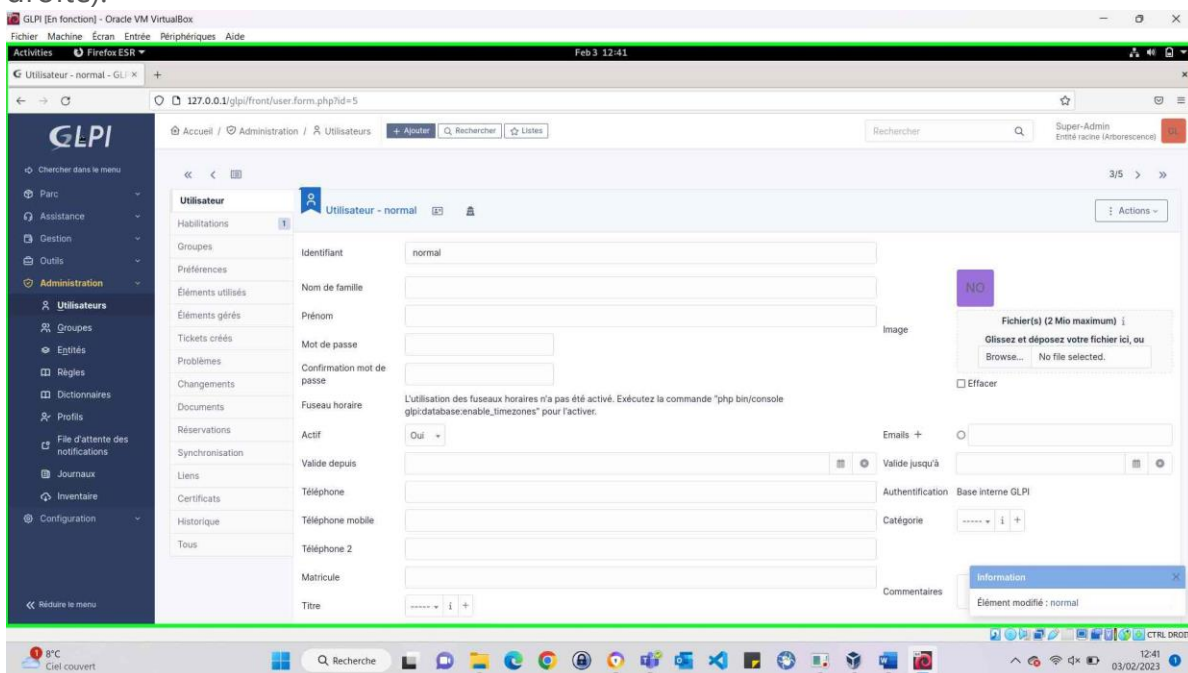 droits).
GLPI [En fonction] - Oracle VM VirtualBox
Fichier Machine Écran Entrée Périphériques Aide
Activities Firefox ESR Feb 3 12:41
Utilisateur - normal - GLP × +
127.0.0.1/glpi/front/user.form.php?id=5
GLPI
Accueil / Administration / Utilisateurs + Ajouter Rechercher Listes
Rechercher
Super-Admin
Entité racine (Arborescence)
GL
Chercher dans le menu
Parc
Assistance
Gestion
Outils
Administration
Utilisateurs
Groupes
Entités
Règles
Dictionnaires
Profils
File d'attente des
notifications
Journaux
Inventaire
Configuration
Réduire le menu
3/5
Utilisateur
Habilitations 1
Groupes
Préférences
Éléments utilisés
Éléments gérés
Tickets créés
Problèmes
Changements
Documents
Réservations
Synchronisation
Liens
Certificats
Historique
Tous
Utilisateur - normal
Actions
Identifiant normal
Nom de famille
Prénom
Mot de passe
Confirmation mot de
passe
Fuseau horaire L'utilisation des fuseaux horaires n'a pas été activé. Exécutez la commande "php bin/console
glpi:database:enable_timezones" pour l'activer.
Actif Oui
Valide depuis
Téléphone
Téléphone mobile
Téléphone 2
Matricule
Titre ----- i +
NO
Image
Fichier(s) (2 Mio maximum) i
Glissez et déposez votre fichier ici, ou
Browse... No file selected.
Effacer
Emails +
Valide jusqu'à
Authentification Base interne GLPI
Catégorie ----- i +
Commentaires
Information ×
Élément modifié : normal
CTRL DROITE
1 8°C
Ciel couvert
Recherche
12:41
03/02/2023